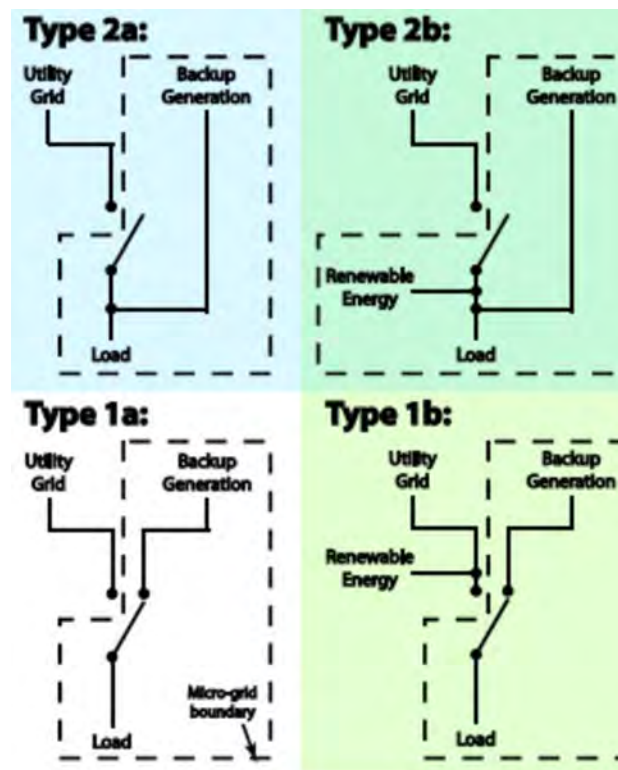 Type 2a:
Utility
Grid
Backup
Generation
Load
Type 2b:
Utility
Grid
Backup
Generation
Renewable
Energy
Load
Type 1a:
Utility
Grid
Backup
Generation
Micro-grid
boundary
Load
Type 1b:
Utility
Grid
Backup
Generation
Renewable
Energy
Load